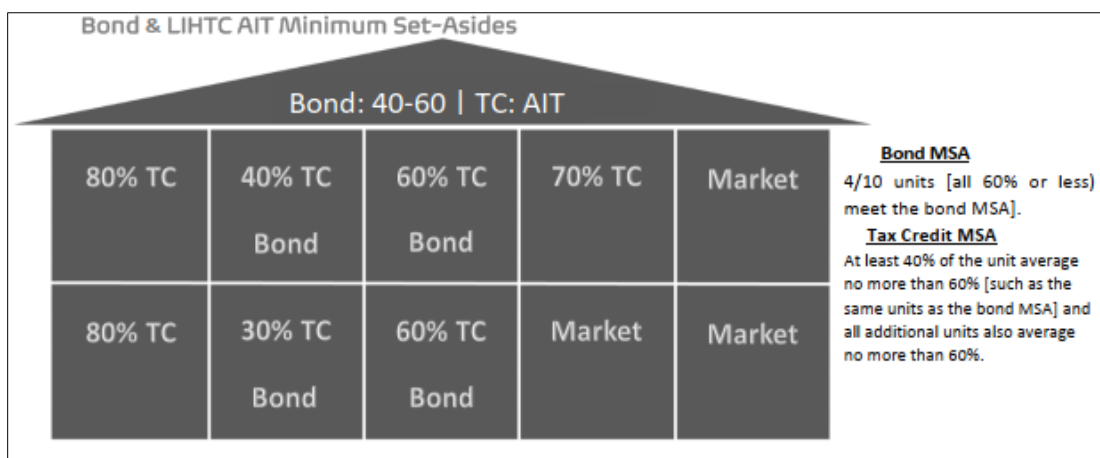 Bond & LIHTC AIT Minimum Set-Asides
Bond: 40-60 | TC: AIT
80% TC
40% TC
Bond
60% TC
Bond
70% TC
Market
80% TC
30% TC
Bond
60% TC
Bond
Market
Market
Bond MSA
4/10 units [all 60% or less)
meet the bond MSA].
Tax Credit MSA
At least 40% of the unit average
no more than 60% [such as the
same units as the bond MSA] and
all additional units also average
no more than 60%.